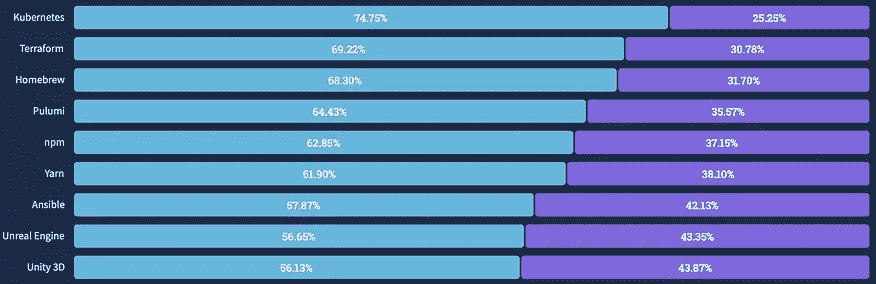 Kubernetes 74.75% 25.25%
Terraform 69.22% 30.78%
Homebrew 68.30% 31.70%
Pulumi 64.43% 35.57%
npm 62.85% 37.15%
Yarn 61.90% 38.10%
Ansible 57.87% 42.13%
Unreal Engine 56.65% 43.35%
Unity 3D 56.13% 43.87%